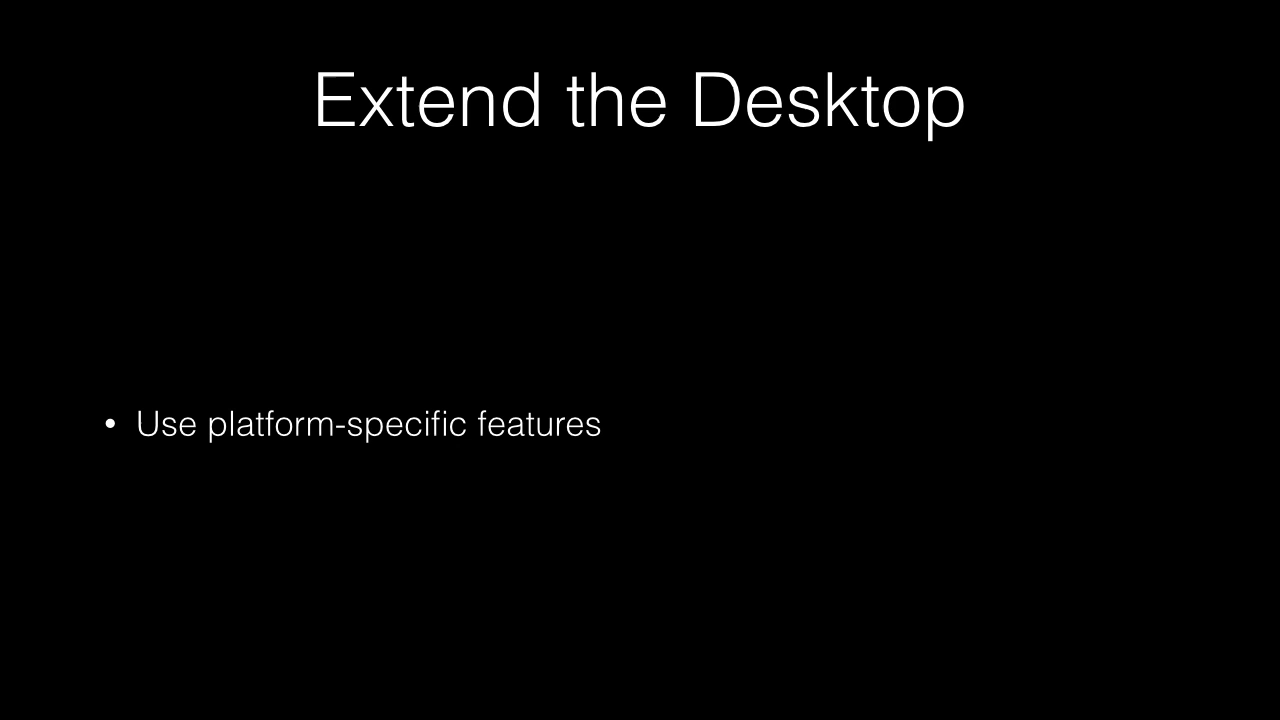 Extend the Desktop
• Use platform-specific features